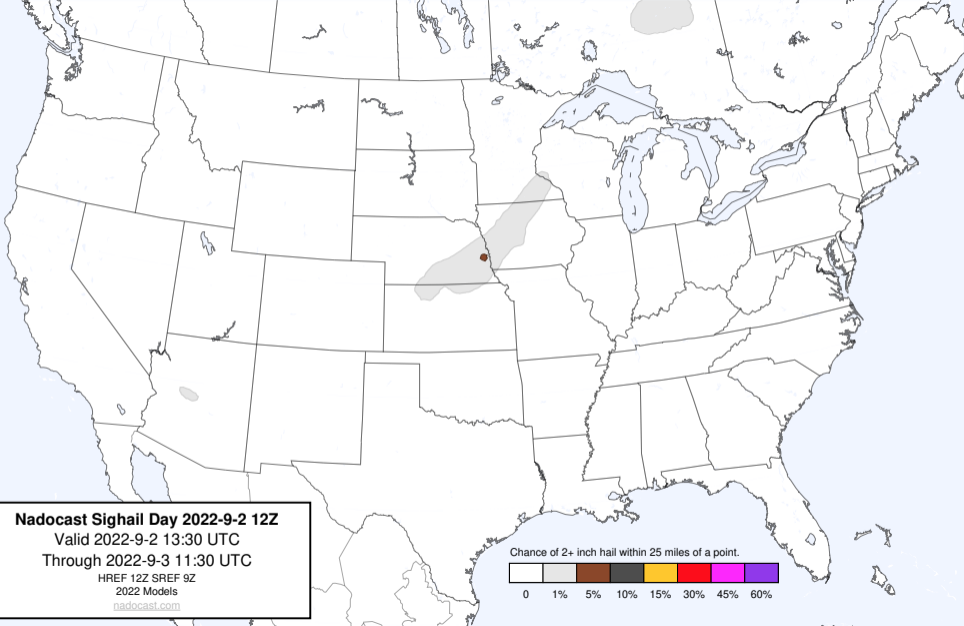 Nadocast Sighail Day 2022-9-2 12Z
Valid 2022-9-2 13:30 UTC
Through 2022-9-3 11:30 UTC
HREF 12Z SREF 9Z
2022 Models
nadocast.com
Chance of 2+ inch hail within 25 miles of a point.
0 1% 5% 10% 15% 30% 45% 60%